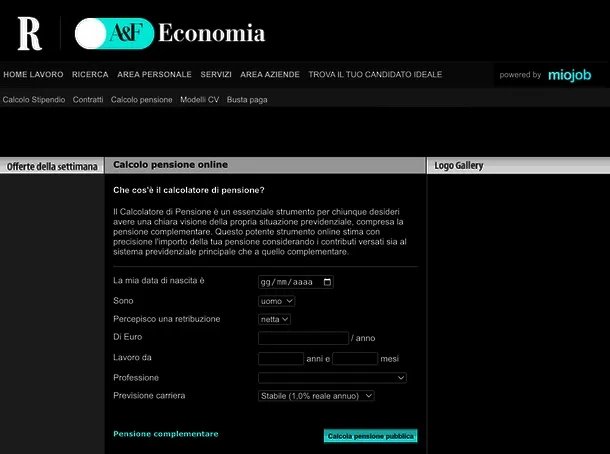 R A&F Economia
HOME LAVORO RICERCA AREA PERSONALE SERVIZI AREA AZIENDE TROVA IL TUO CANDIDATO IDEALE powered by miojob
Calcolo Stipendio Contratti Calcolo pensione Modelli CV Busta paga
Offerte della settimana Calcolo pensione online Logo Gallery
Che cos'è il calcolatore di pensione?
Il Calcolatore di Pensione è un essenziale strumento per chiunque desideri
avere una chiara visione della propria situazione previdenziale, compresa la
pensione complementare. Questo potente strumento online stima con
precisione l'importo della tua pensione considerando i contributi versati sia al
sistema previdenziale principale che a quello complementare.
La mia data di nascita è gg/mm/aaaa
Sono uomo
Percepisco una retribuzione netta
Di Euro / anno
Lavoro da anni e mesi
Professione
Previsione carriera Stabile (1,0% reale annuo)
Pensione complementare Calcola pensione pubblica